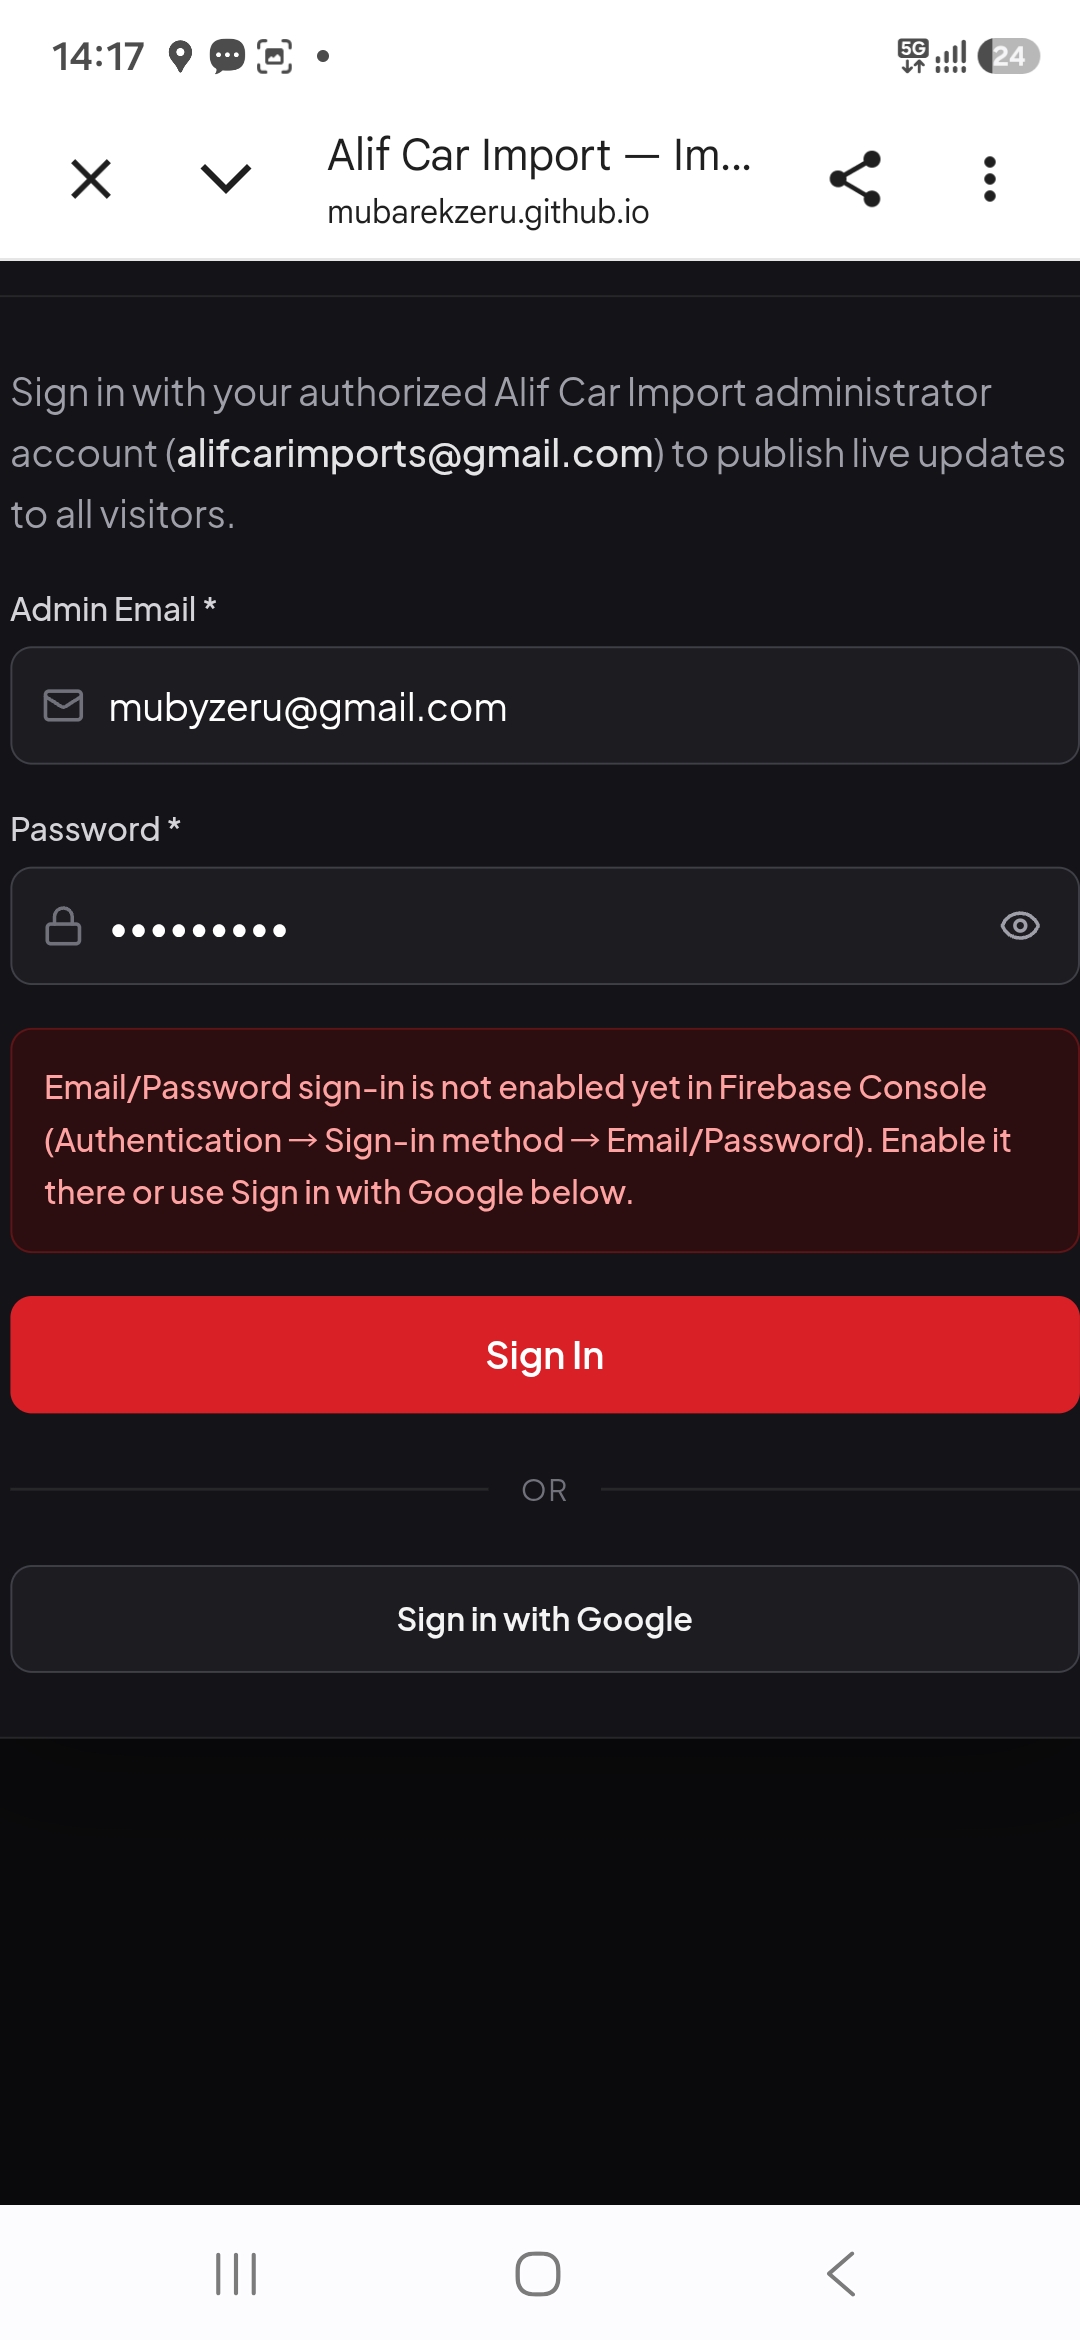 14:17
5G
24
Alif Car Import — Im...
mubarekzeru.github.io
Sign in with your authorized Alif Car Import administrator
account (alifcarimports@gmail.com) to publish live updates
to all visitors.
Admin Email *
mubyzeru@gmail.com
Password *
•••••••••
Email/Password sign-in is not enabled yet in Firebase Console
(Authentication → Sign-in method → Email/Password). Enable it
there or use Sign in with Google below.
Sign In
OR
Sign in with Google